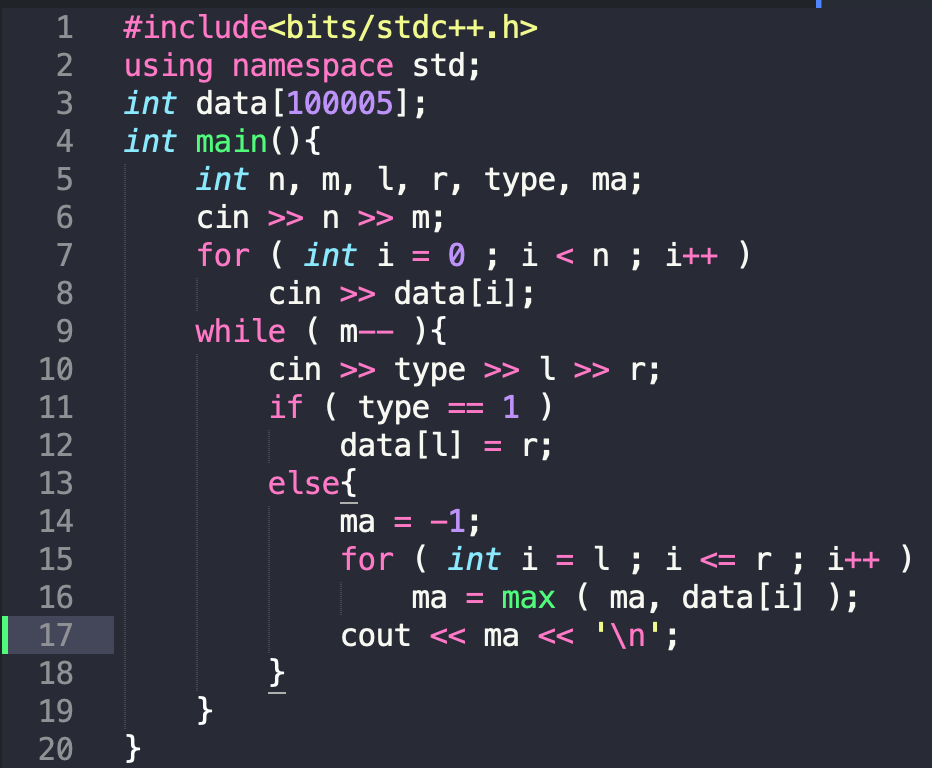 1 #include<bits/stdc++.h>
2 using namespace std;
3 int data[100005];
4 int main(){
5     int n, m, l, r, type, ma;
6     cin >> n >> m;
7     for ( int i = 0 ; i < n ; i++ )
8         cin >> data[i];
9     while ( m-- ){
10         cin >> type >> l >> r;
11         if ( type == 1 )
12             data[l] = r;
13         else{
14             ma = -1;
15             for ( int i = l ; i <= r ; i++ )
16                 ma = max ( ma, data[i] );
17             cout << ma << '\n';
18         }
19     }
20 }